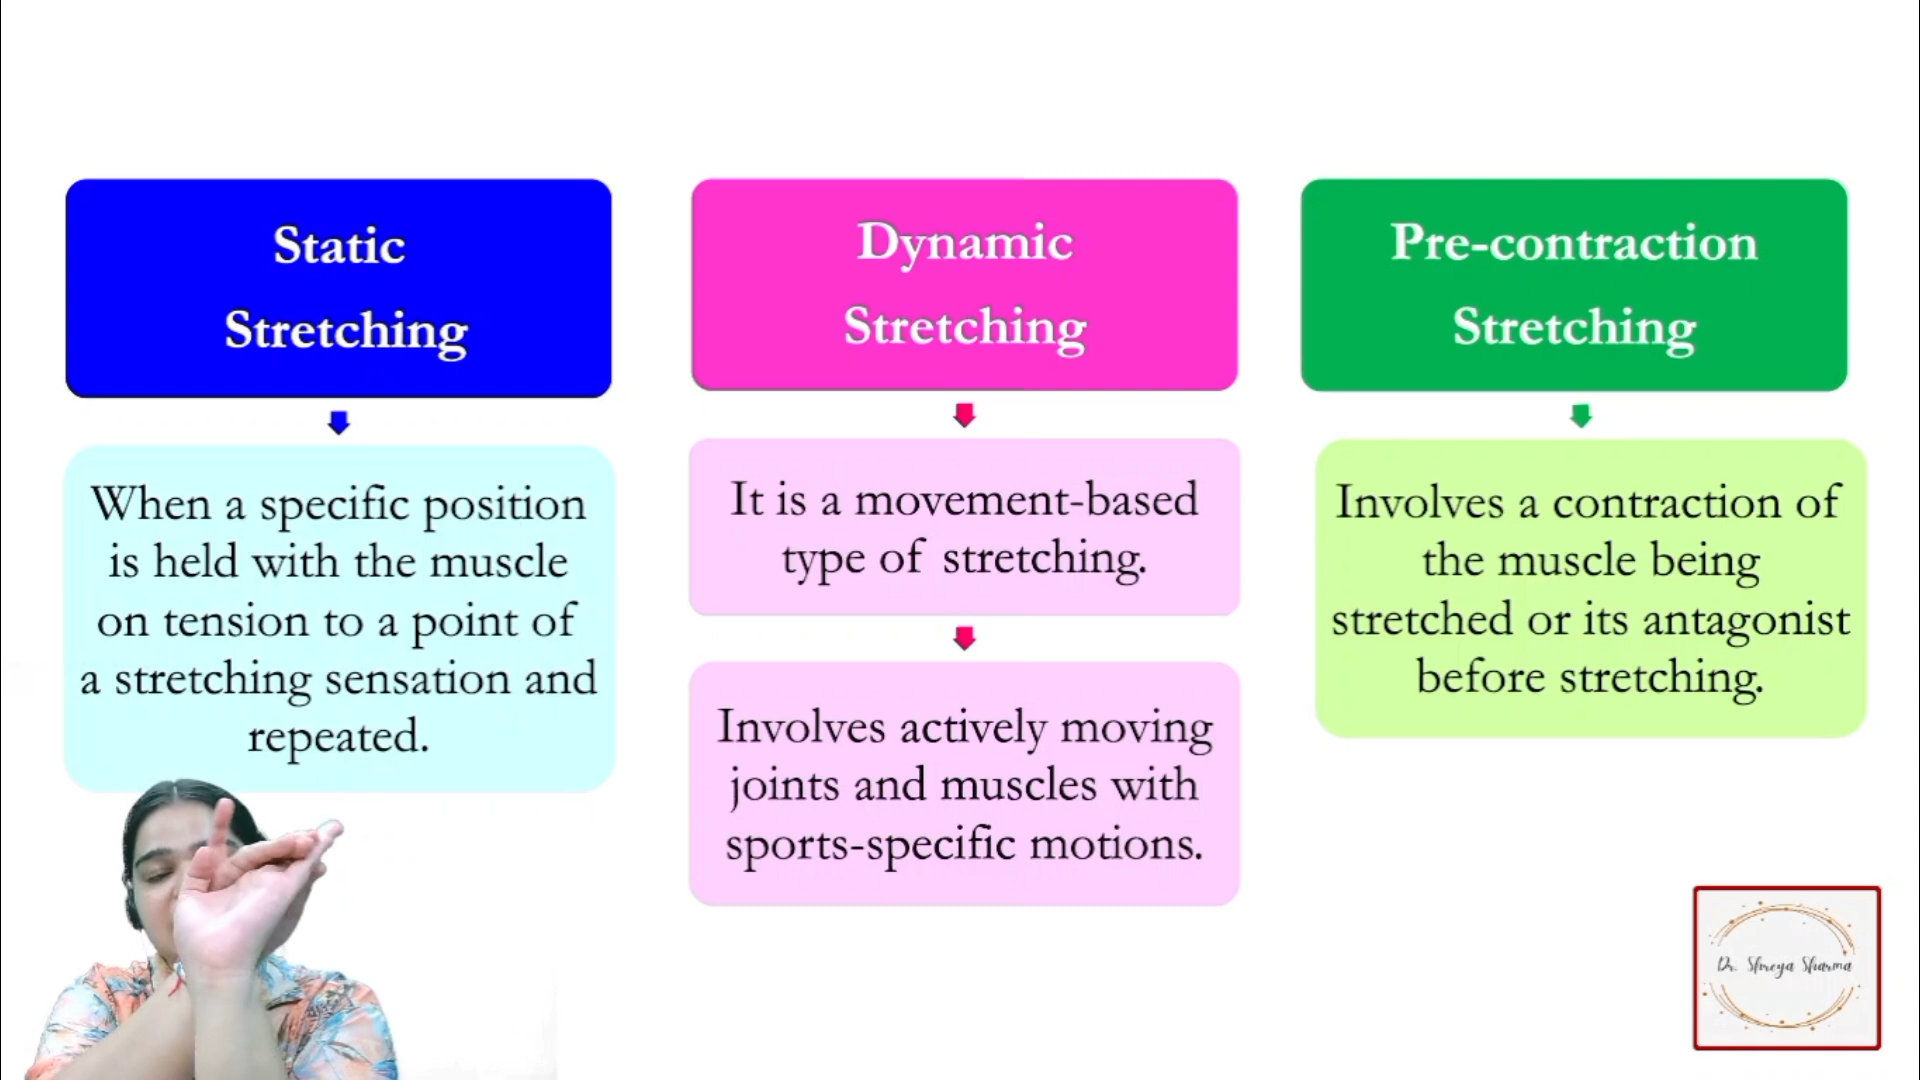 Static
Stretching
When a specific position
is held with the muscle
on tension to a point of
a stretching sensation and
repeated.
Dynamic
Stretching
It is a movement-based
type of stretching.
Involves actively moving
joints and muscles with
sports-specific motions.
Pre-contraction
Stretching
Involves a contraction of
the muscle being
stretched or its antagonist
before stretching.
Dr. Shreya Sharma